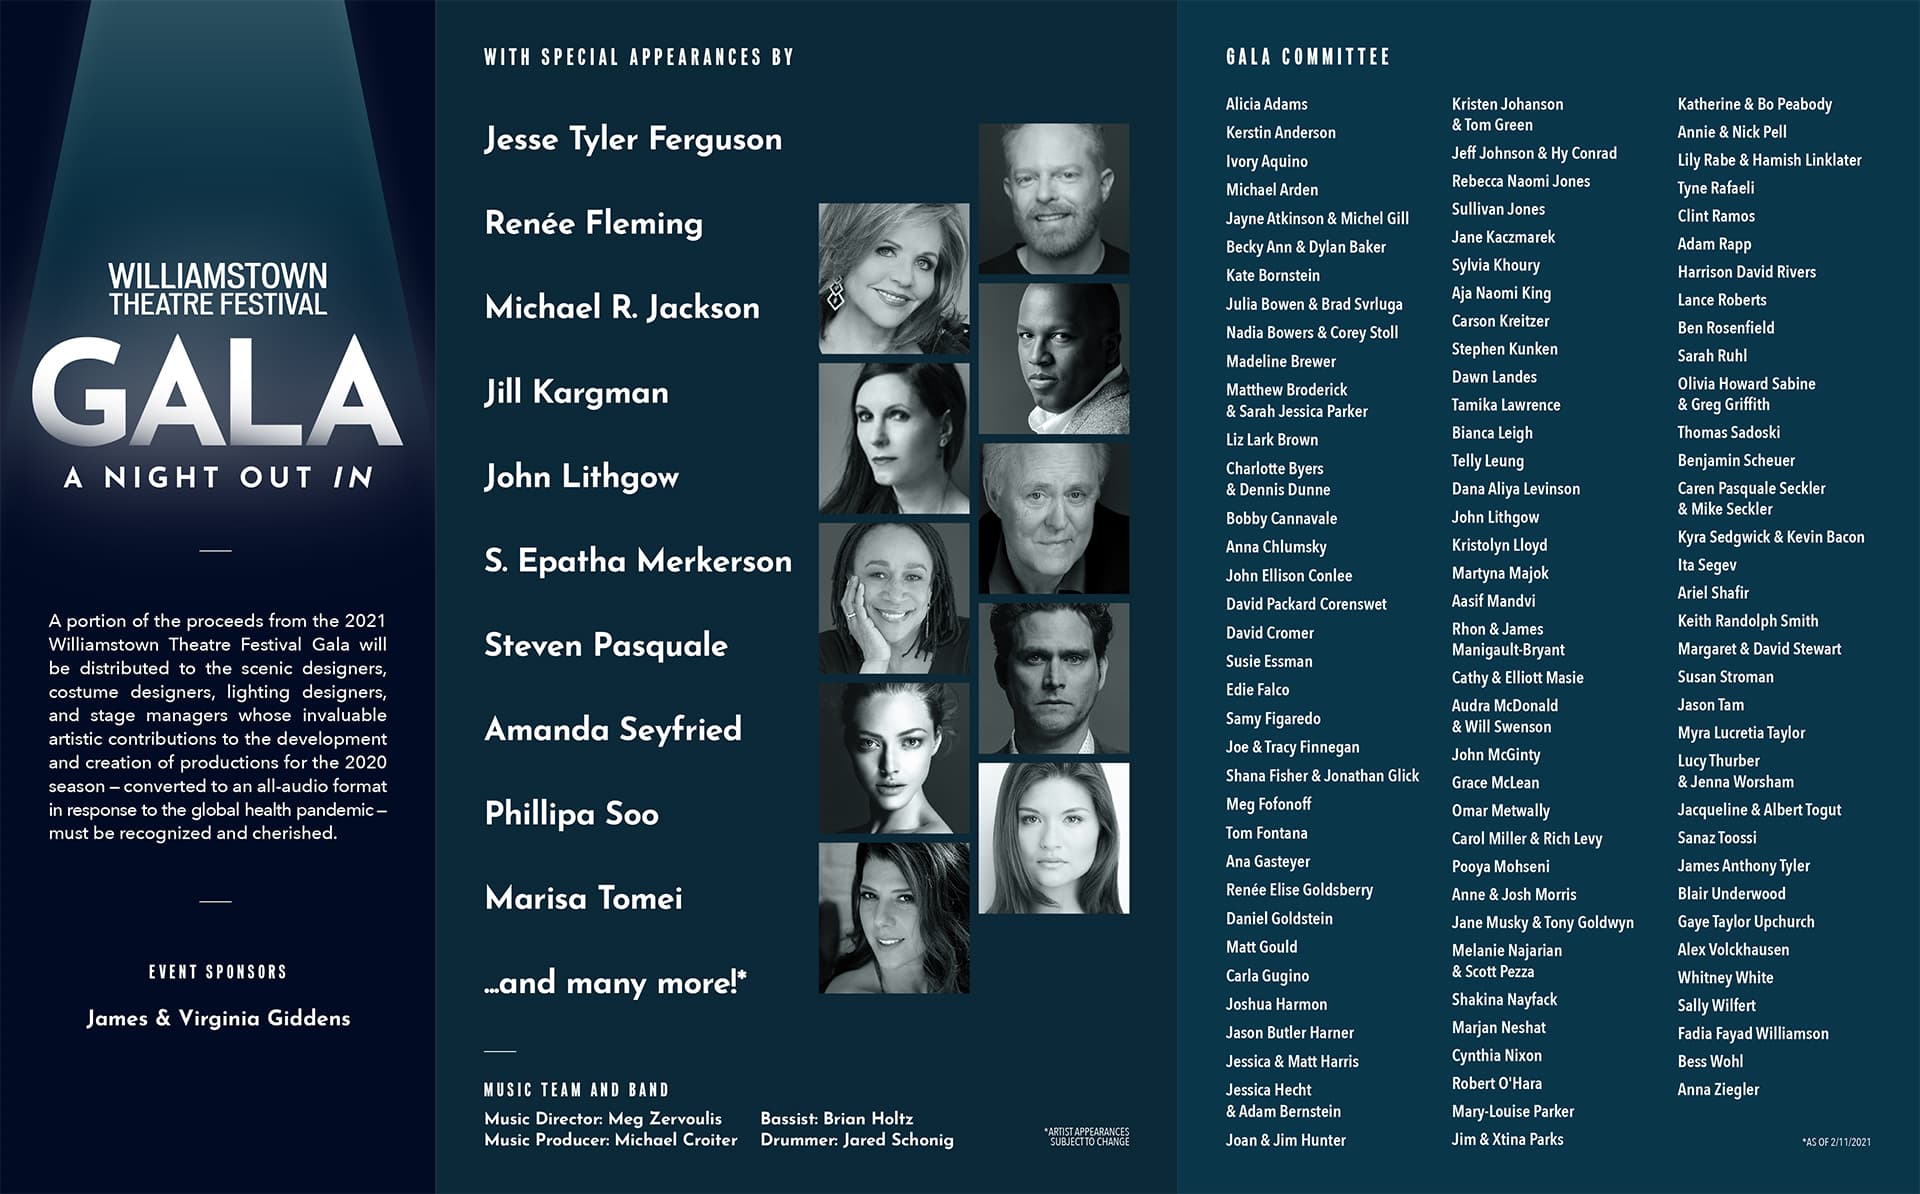 WILLIAMSTOWN
THEATRE FESTIVAL
GALA
A NIGHT OUT IN
A portion of the proceeds from the 2021
Williamstown Theatre Festival Gala will
be distributed to the scenic designers,
costume designers, lighting designers,
and stage managers whose invaluable
artistic contributions to the development
and creation of productions for the 2020
season – converted to an all-audio format
in response to the global health pandemic –
must be recognized and cherished.
EVENT SPONSORS
James & Virginia Giddens
WITH SPECIAL APPEARANCES BY
Jesse Tyler Ferguson
Renée Fleming
Michael R. Jackson
Jill Kargman
John Lithgow
S. Epatha Merkerson
Steven Pasquale
Amanda Seyfried
Phillipa Soo
Marisa Tomei
...and many more!*
MUSIC TEAM AND BAND
Music Director: Meg Zervoulis
Music Producer: Michael Croiter
Bassist: Brian Holtz
Drummer: Jared Schonig
*ARTIST APPEARANCES
SUBJECT TO CHANGE
GALA COMMITTEE
Alicia Adams
Kerstin Anderson
Ivory Aquino
Michael Arden
Jayne Atkinson & Michel Gill
Becky Ann & Dylan Baker
Kate Bornstein
Julia Bowen & Brad Svrluga
Nadia Bowers & Corey Stoll
Madeline Brewer
Matthew Broderick
& Sarah Jessica Parker
Liz Lark Brown
Charlotte Byers
& Dennis Dunne
Bobby Cannavale
Anna Chlumsky
John Ellison Conlee
David Packard Corenswet
David Cromer
Susie Essman
Edie Falco
Samy Figaredo
Joe & Tracy Finnegan
Shana Fisher & Jonathan Glick
Meg Fofonoff
Tom Fontana
Ana Gasteyer
Renée Elise Goldsberry
Daniel Goldstein
Matt Gould
Carla Gugino
Joshua Harmon
Jason Butler Harner
Jessica & Matt Harris
Jessica Hecht
& Adam Bernstein
Joan & Jim Hunter
Kristen Johanson
& Tom Green
Jeff Johnson & Hy Conrad
Rebecca Naomi Jones
Sullivan Jones
Jane Kaczmarek
Sylvia Khoury
Aja Naomi King
Carson Kreitzer
Stephen Kunken
Dawn Landes
Tamika Lawrence
Bianca Leigh
Telly Leung
Dana Aliya Levinson
John Lithgow
Kristolyn Lloyd
Martyna Majok
Aasif Mandvi
Rhon & James
Manigault-Bryant
Cathy & Elliott Masie
Audra McDonald
& Will Swenson
John McGinty
Grace McLean
Omar Metwally
Carol Miller & Rich Levy
Pooya Mohseni
Anne & Josh Morris
Jane Musky & Tony Goldwyn
Melanie Najarian
& Scott Pezza
Shakina Nayfack
Marjan Neshat
Cynthia Nixon
Robert O'Hara
Mary-Louise Parker
Jim & Xtina Parks
Katherine & Bo Peabody
Annie & Nick Pell
Lily Rabe & Hamish Linklater
Tyne Rafaeli
Clint Ramos
Adam Rapp
Harrison David Rivers
Lance Roberts
Ben Rosenfield
Sarah Ruhl
Olivia Howard Sabine
& Greg Griffith
Thomas Sadoski
Benjamin Scheuer
Caren Pasquale Seckler
& Mike Seckler
Kyra Sedgwick & Kevin Bacon
Ita Segev
Ariel Shafir
Keith Randolph Smith
Margaret & David Stewart
Susan Stroman
Jason Tam
Myra Lucretia Taylor
Lucy Thurber
& Jenna Worsham
Jacqueline & Albert Togut
Sanaz Toossi
James Anthony Tyler
Blair Underwood
Gaye Taylor Upchurch
Alex Volckhausen
Whitney White
Sally Wilfert
Fadia Fayad Williamson
Bess Wohl
Anna Ziegler
*AS OF 2/11/2021